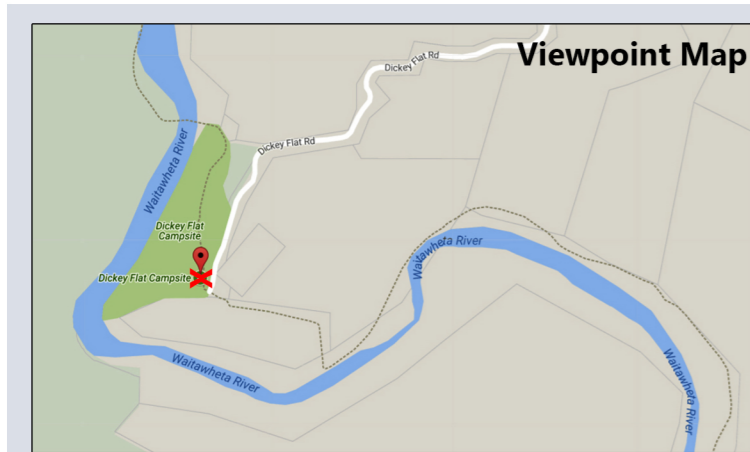 Viewpoint Map
Dickey Flat Rd
Dickey Flat Rd
Waitawheta River
Dickey Flat
Campsite
Dickey Flat Campsite
Waitawheta River
Waitawheta River
Waitawheta River